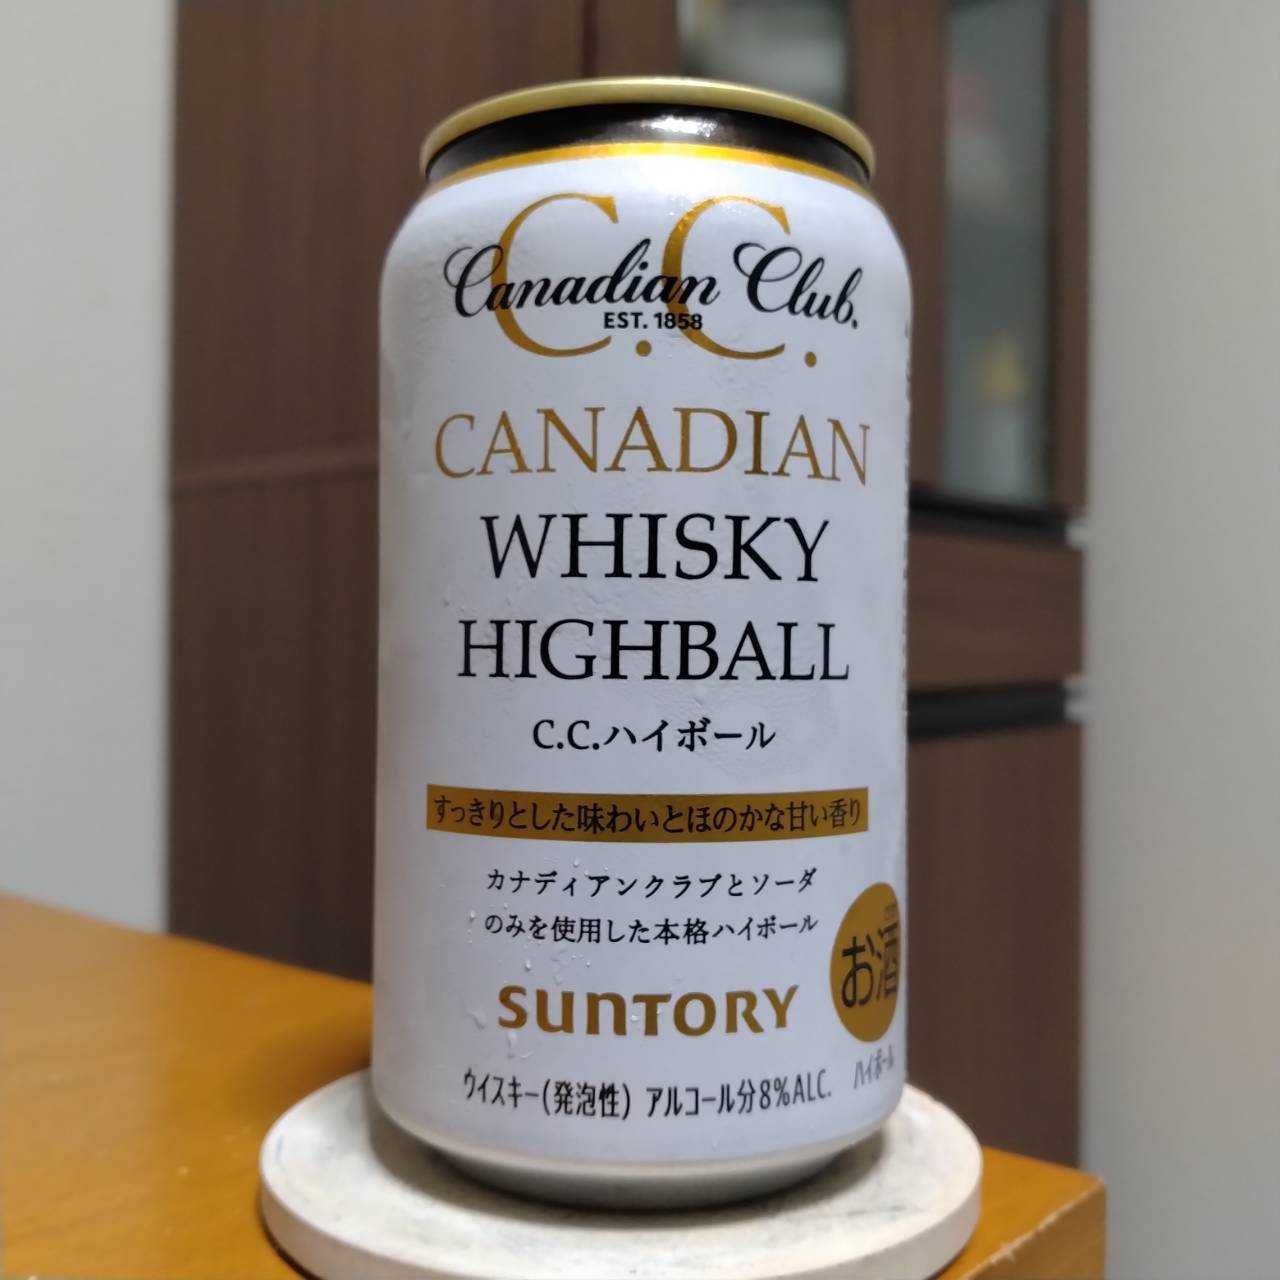 C.C.
Canadian Club.
EST. 1858
CANADIAN
WHISKY
HIGHBALL
C.C.ハイボール
すっきりとした味わいとほのかな甘い香り
カナディアンクラブとソーダ
のみを使用した本格ハイボール
お酒
SUNTORY
ハイボール
ウイスキー(発泡性) アルコール分8%ALC.